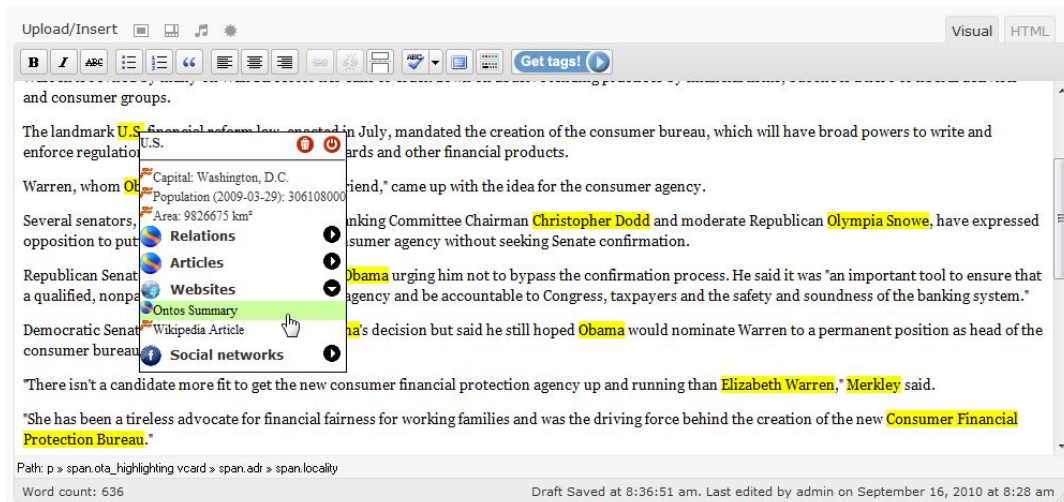 Upload/Insert
Visual HTML
B I ABC Get tags!
and consumer groups.
The landmark U.S. financial reform law, enacted in July, mandated the creation of the consumer bureau, which will have broad powers to write and
enforce regulation rds and other financial products.
Warren, whom Ob riend," came up with the idea for the consumer agency.
Several senators, nking Committee Chairman Christopher Dodd and moderate Republican Olympia Snowe, have expressed
opposition to put sumer agency without seeking Senate confirmation.
Republican Senat Obama urging him not to bypass the confirmation process. He said it was "an important tool to ensure that
a qualified, nonpa agency and be accountable to Congress, taxpayers and the safety and soundness of the banking system."
Democratic Senat na's decision but said he still hoped Obama would nominate Warren to a permanent position as head of the
consumer bureau
U.S.
Capital: Washington, D.C.
Population (2009-03-29): 306108000
Area: 9826675 km²
Relations
Articles
Websites
Ontos Summary
Wikipedia Article
Social networks
"There isn't a candidate more fit to get the new consumer financial protection agency up and running than Elizabeth Warren," Merkley said.
"She has been a tireless advocate for financial fairness for working families and was the driving force behind the creation of the new Consumer Financial
Protection Bureau."
Path: p » span.ota_highlighting vcard » span.adr » span.locality
Word count: 636
Draft Saved at 8:36:51 am. Last edited by admin on September 16, 2010 at 8:28 am